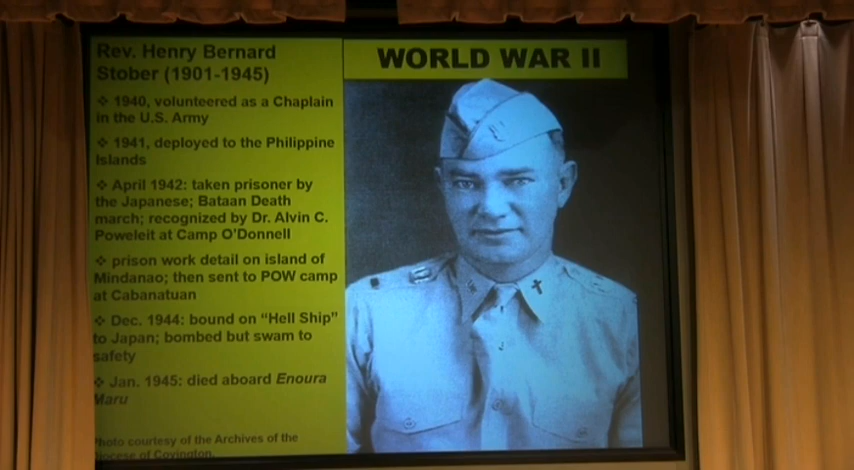 Rev. Henry Bernard
Stober (1901-1945)
WORLD WAR II
❖ 1940, volunteered as a Chaplain
in the U.S. Army
❖ 1941, deployed to the Philippine
Islands
❖ April 1942: taken prisoner by
the Japanese; Bataan Death
march; recognized by Dr. Alvin C.
Poweleit at Camp O'Donnell
❖ prison work detail on island of
Mindanao; then sent to POW camp
at Cabanatuan
❖ Dec. 1944: bound on “Hell Ship”
to Japan; bombed but swam to
safety
❖ Jan. 1945: died aboard Enoura
Maru
Photo courtesy of the Archives of the
Diocese of Covington.